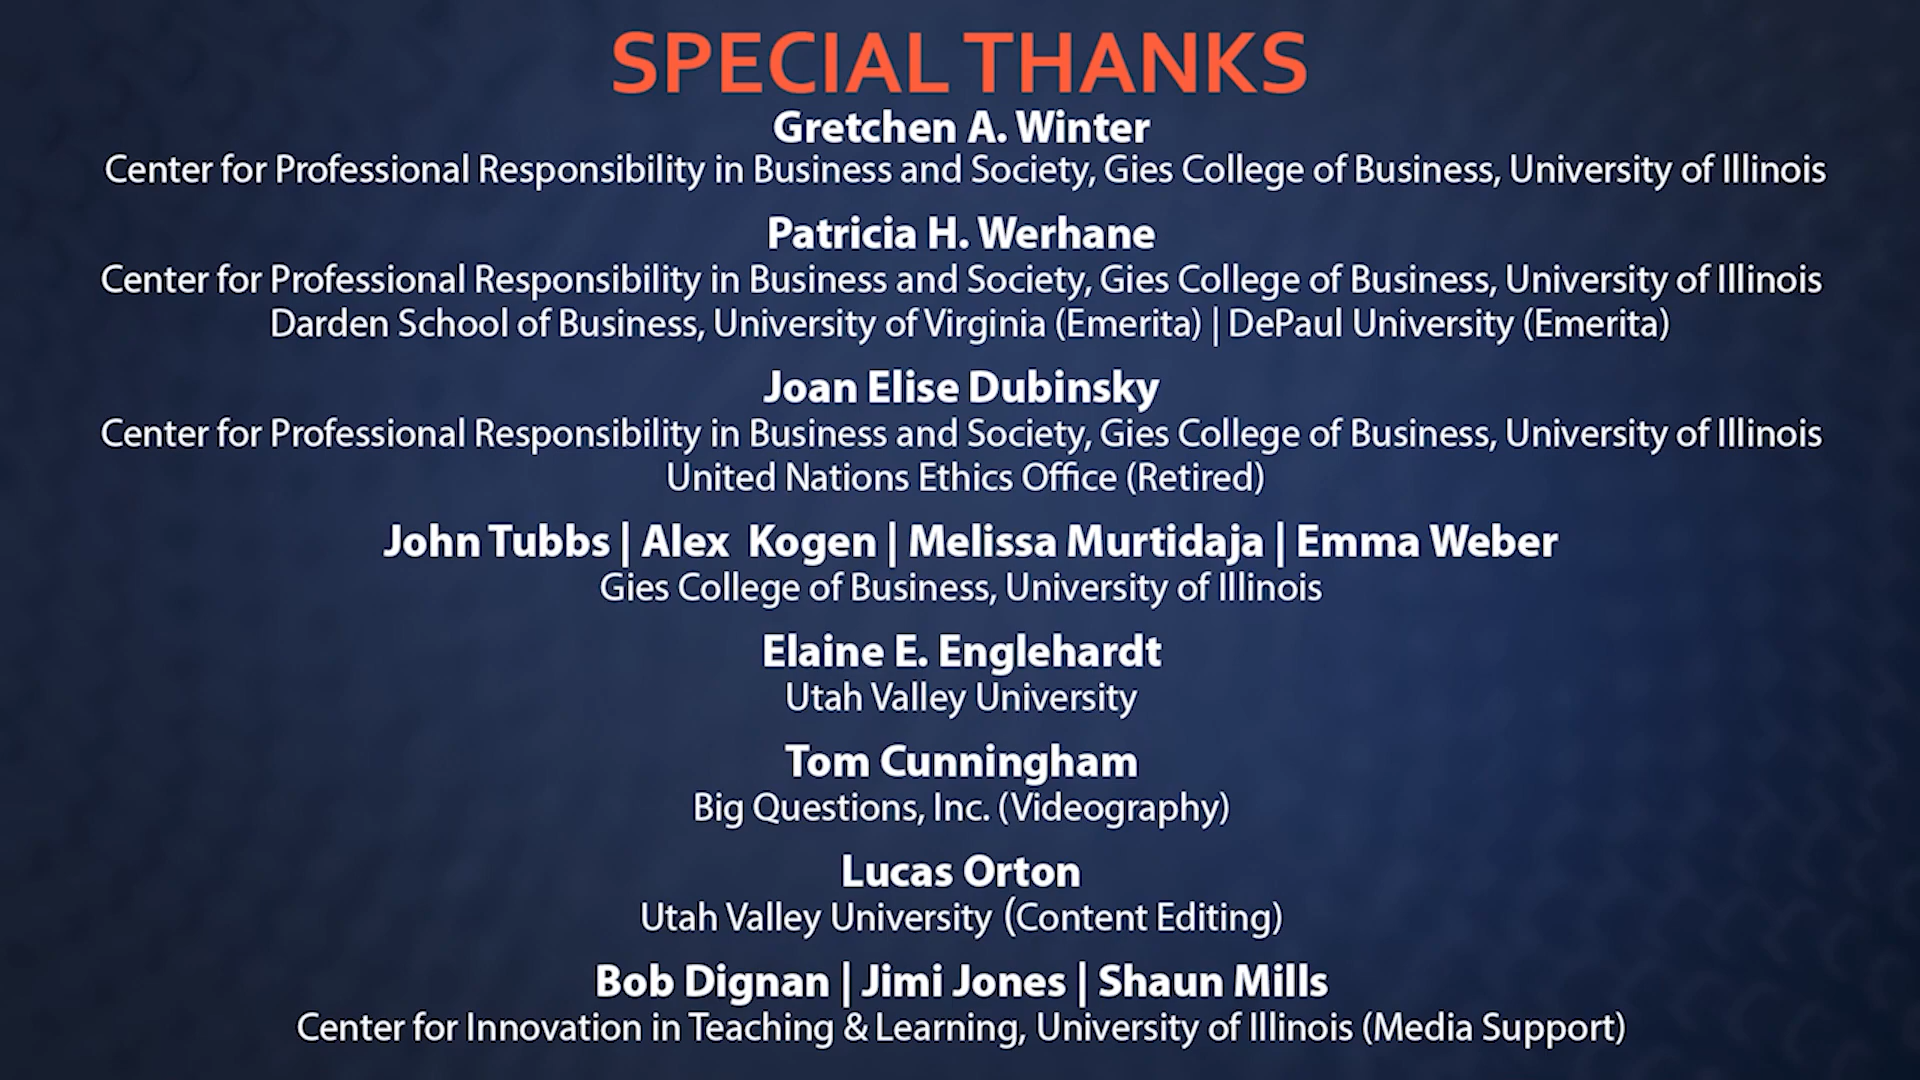 SPECIAL THANKS
Gretchen A. Winter
Center for Professional Responsibility in Business and Society, Gies College of Business, University of Illinois
Patricia H. Werhane
Center for Professional Responsibility in Business and Society, Gies College of Business, University of Illinois
Darden School of Business, University of Virginia (Emerita) | DePaul University (Emerita)
Joan Elise Dubinsky
Center for Professional Responsibility in Business and Society, Gies College of Business, University of Illinois
United Nations Ethics Office (Retired)
John Tubbs | Alex  Kogen | Melissa Murtidaja | Emma Weber
Gies College of Business, University of Illinois
Elaine E. Englehardt
Utah Valley University
Tom Cunningham
Big Questions, Inc. (Videography)
Lucas Orton
Utah Valley University (Content Editing)
Bob Dignan | Jimi Jones | Shaun Mills
Center for Innovation in Teaching & Learning, University of Illinois (Media Support)